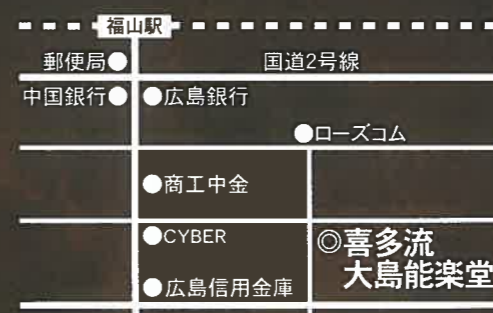 福山駅
郵便局●
国道2号線
中国銀行●
●広島銀行
●ローズコム
●商工中金
●CYBER
◎喜多流
大島能楽堂
●広島信用金庫